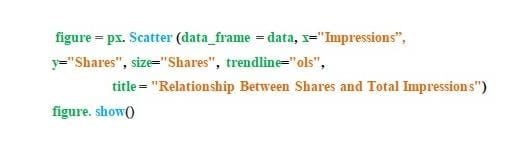 figure = px. Scatter (data_frame = data, x="Impressions”,
y="Shares", size="Shares", trendline="ols",
title = "Relationship Between Shares and Total Impressions")
figure. show()